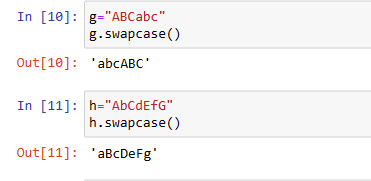 In [10]: g="ABCabc"
g.swapcase()
Out[10]: 'abcABC'
In [11]: h="AbCdEfG"
h.swapcase()
Out[11]: 'aBcDeFg'